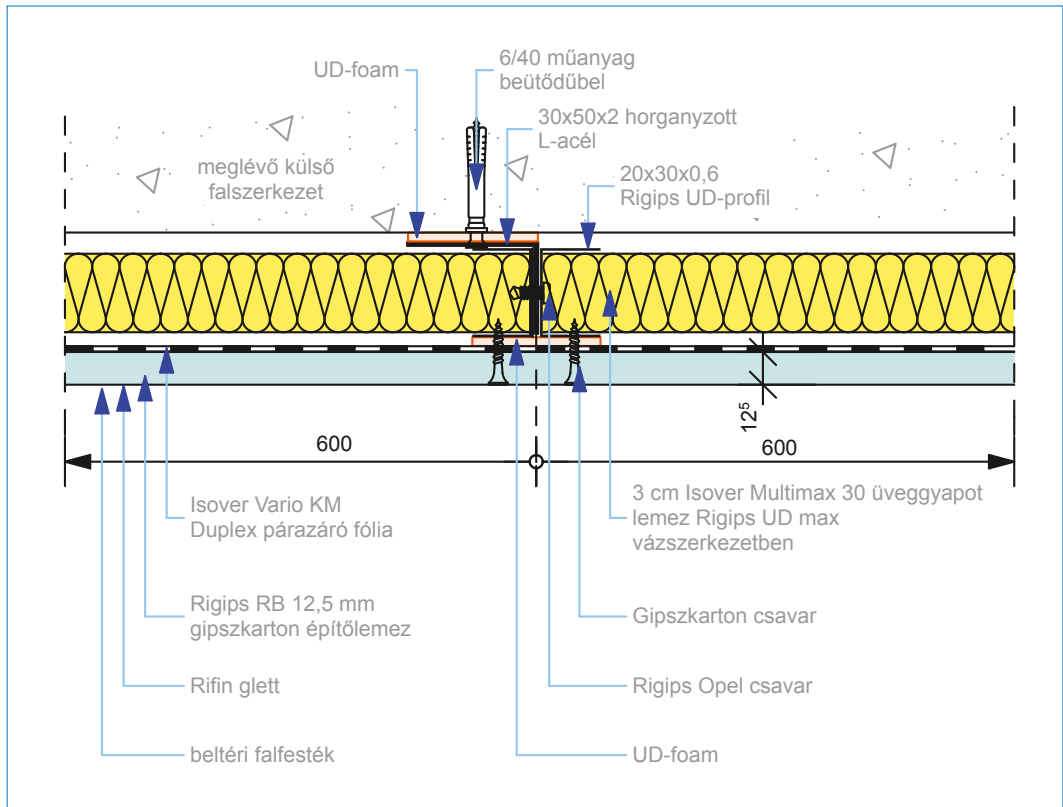 UD-foam
6/40 műanyag
beütődűbel
30x50x2 horganyzott
L-acél
meglévő külső
falszerkezet
20x30x0,6
Rigips UD-profil
12⁵
600
600
Isover Vario KM
Duplex párazáró fólia
3 cm Isover Multimax 30 üveggyapot
lemez Rigips UD max
vázszerkezetben
Rigips RB 12,5 mm
gipszkarton építőlemez
Gipszkarton csavar
Rifin glett
Rigips Opel csavar
beltéri falfesték
UD-foam